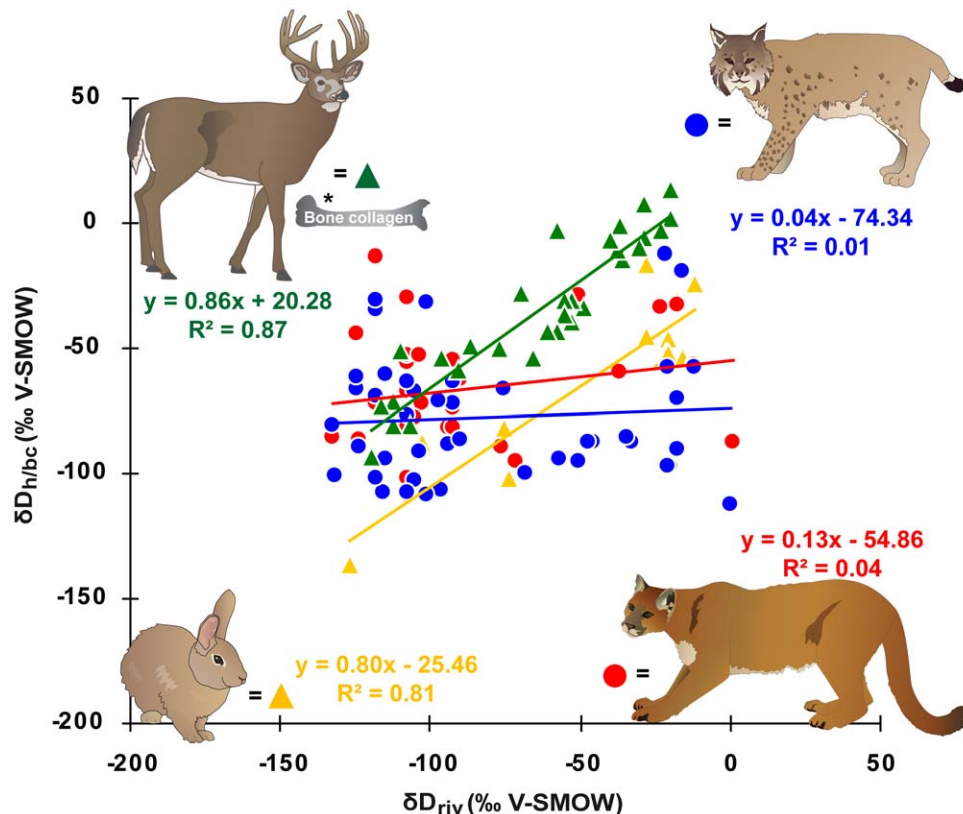 50
0
-50
-100
-150
-200
δD_h/bc (‰ V-SMOW)
-200
-150
-100
-50
0
50
δD_riv (‰ V-SMOW)
=
*
Bone collagen
y = 0.86x + 20.28
R² = 0.87
=
y = 0.04x - 74.34
R² = 0.01
y = 0.13x - 54.86
R² = 0.04
=
y = 0.80x - 25.46
R² = 0.81
=